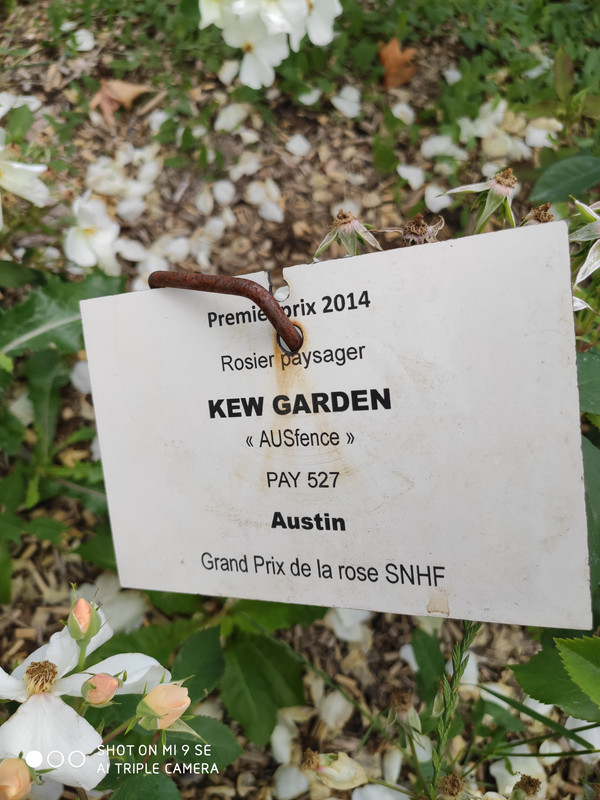 Premier prix 2014
Rosier paysager
KEW GARDEN
« AUSfence »
PAY 527
Austin
Grand Prix de la rose SNHF
SHOT ON MI 9 SE
AI TRIPLE CAMERA